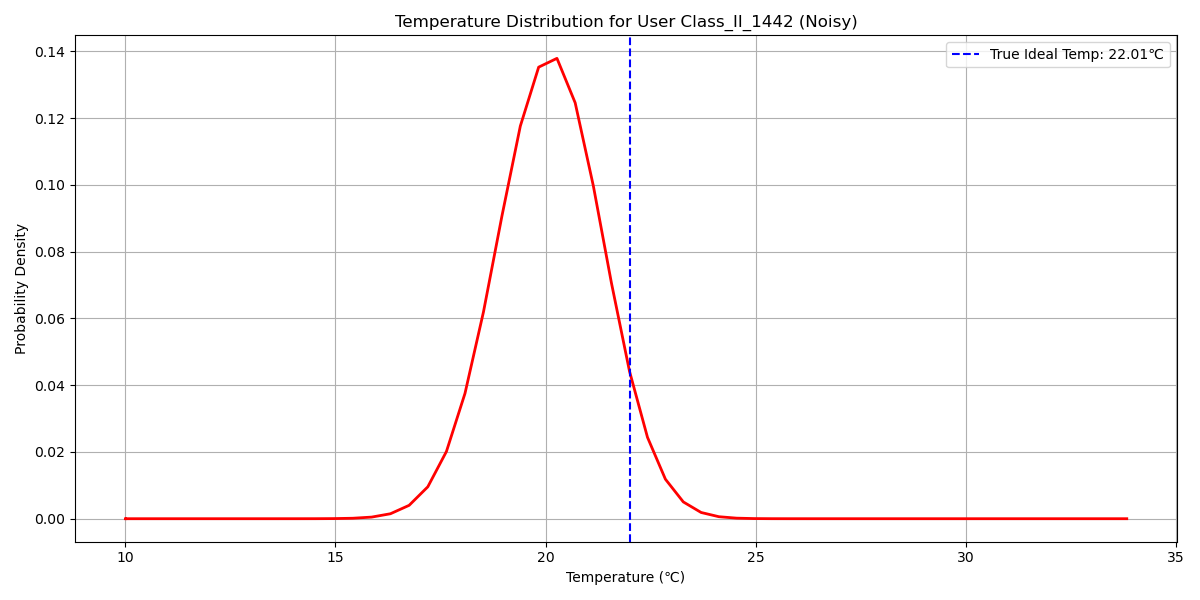 Temperature Distribution for User Class_II_1442 (Noisy)
True Ideal Temp: 22.01℃
Probability Density
0.14
0.12
0.10
0.08
0.06
0.04
0.02
0.00
10 15 20 25 30 35
Temperature (℃)